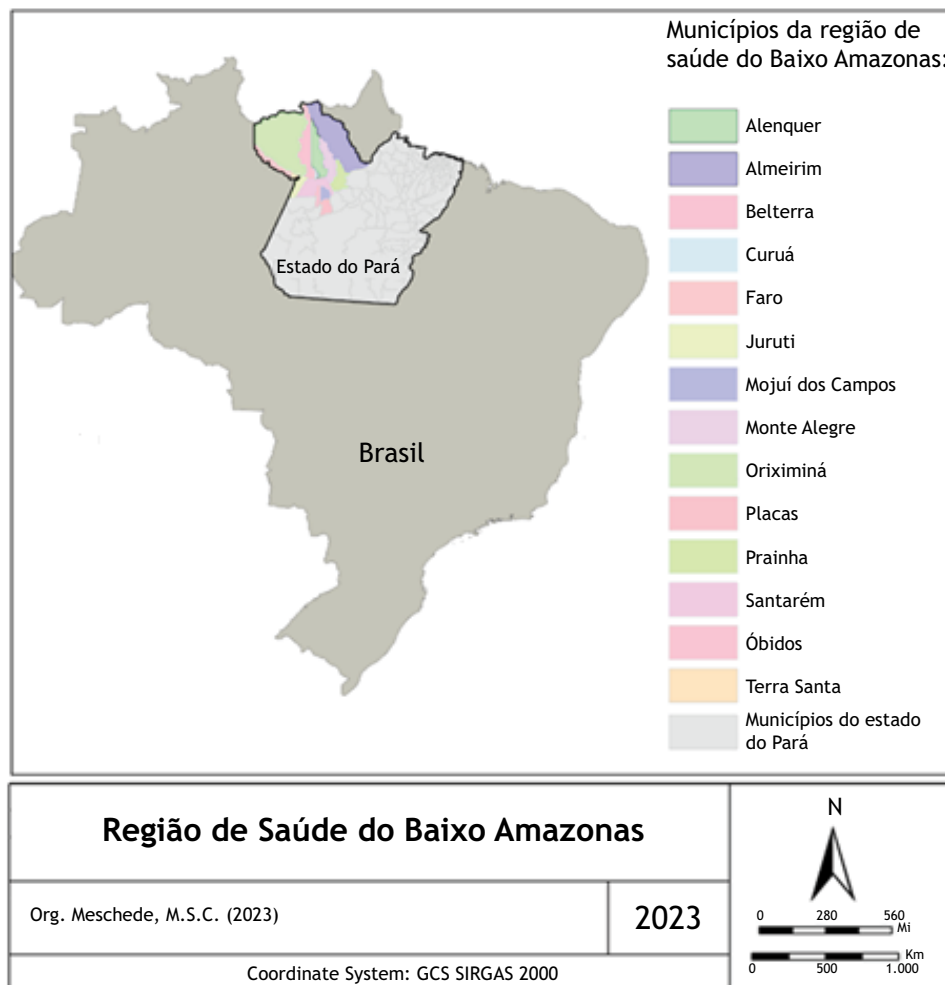 Municípios da região de
saúde do Baixo Amazonas:
Alenquer
Almeirim
Belterra
Curuá
Faro
Juruti
Mojuí dos Campos
Monte Alegre
Oriximiná
Placas
Prainha
Santarém
Óbidos
Terra Santa
Municípios do estado
do Pará
Estado do Pará
Brasil
Região de Saúde do Baixo Amazonas
Org. Meschede, M.S.C. (2023)
2023
Coordinate System: GCS SIRGAS 2000
N
0 280 560
Mi
Km
0 500 1.000